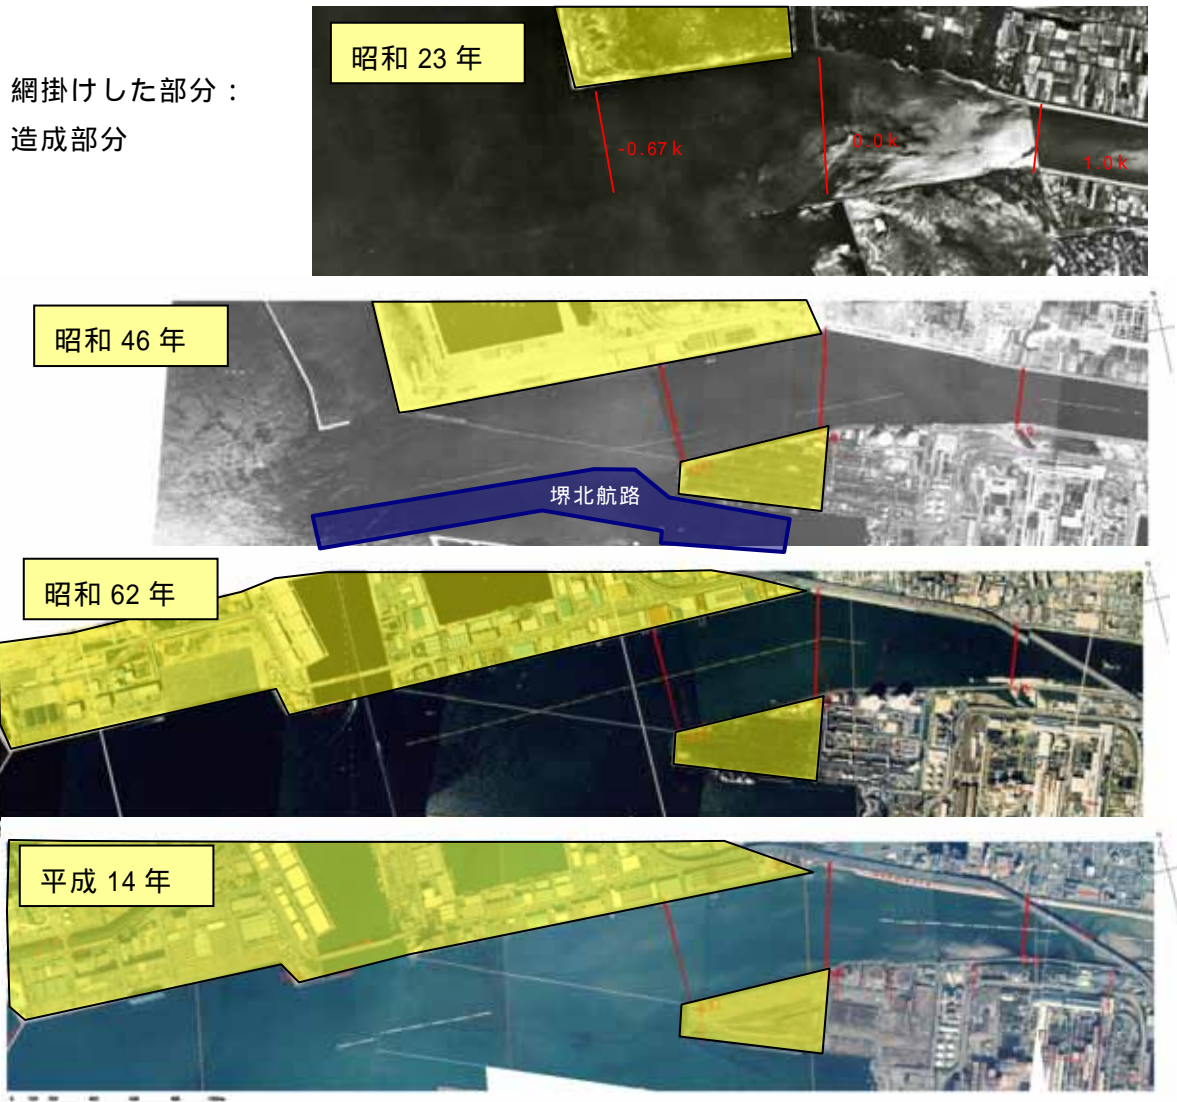 網掛けした部分：
造成部分
昭和 23 年
-0.67 k
0.0 k
1.0 k
昭和 46 年
堺北航路
昭和 62 年
平成 14 年